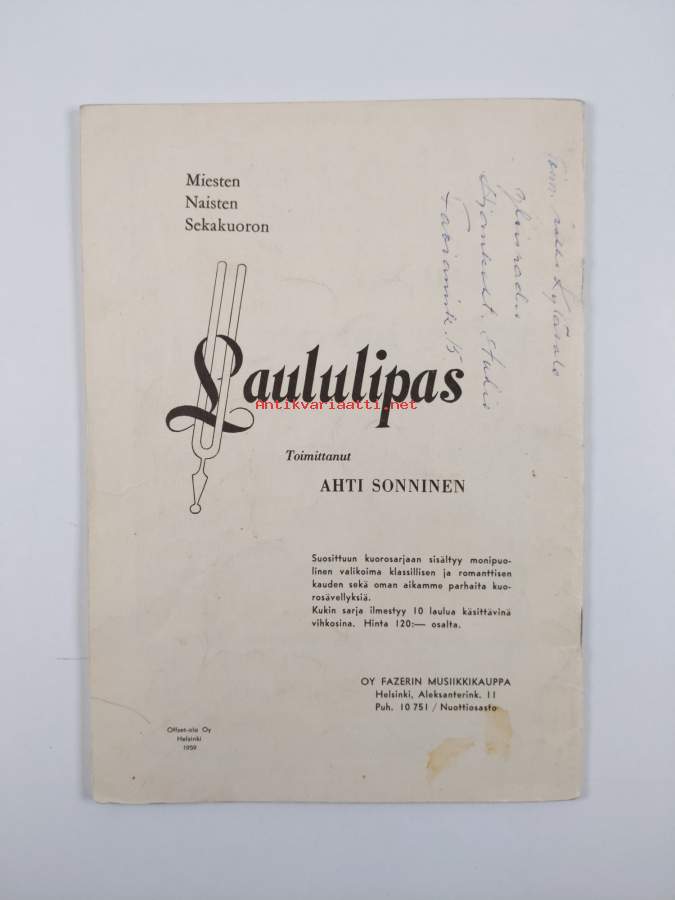 Miesten
Naisten
Sekakuoron
Laululipas
Antikvariaatti.net
Toimittanut
AHTI SONNINEN
Suosittuun kuorosarjaan sisältyy monipuo-
linen valikoima klassillisen ja romanttisen
kauden sekä oman aikamme parhaita kuo-
rosävellyksiä.
Kukin sarja ilmestyy 10 laulua käsittävinä
vihkosina. Hinta 120:— osalta.
OY FAZERIN MUSIIKKIKAUPPA
Helsinki, Aleksanterink. 11
Puh. 10 751 / Nuottiosasto
Offset-ala Oy
Helsinki
1959